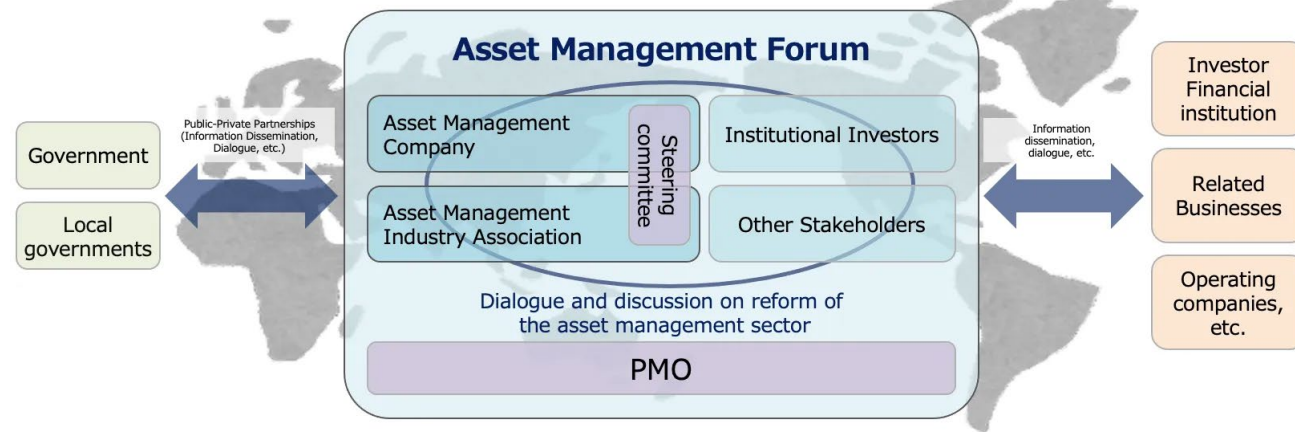 Asset Management Forum
Government
Local
governments
Public-Private Partnerships
(Information Dissemination,
Dialogue, etc.)
Asset Management
Company
Asset Management
Industry Association
Steering
committee
Institutional Investors
Other Stakeholders
Dialogue and discussion on reform of
the asset management sector
PMO
Information
dissemination,
dialogue, etc.
Investor
Financial
institution
Related
Businesses
Operating
companies,
etc.